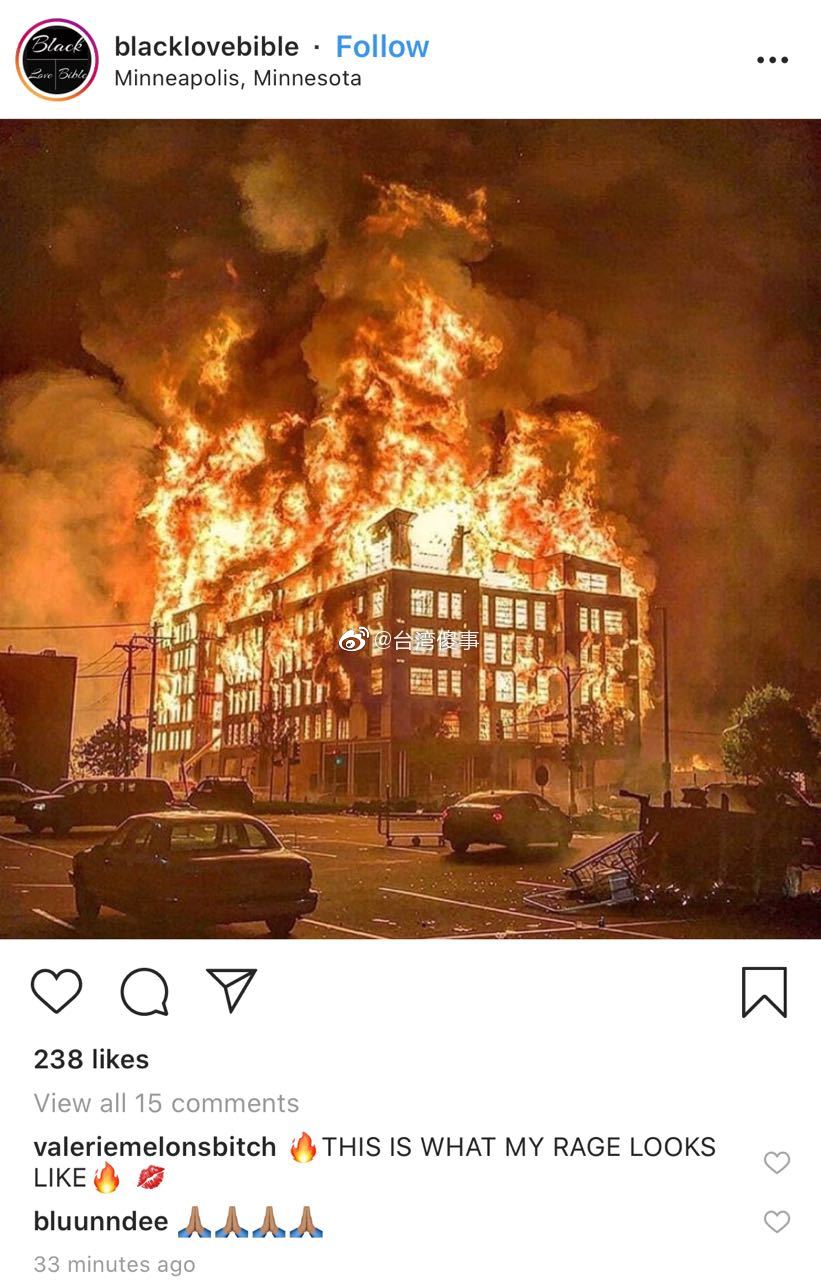 Black
Love Bible
blacklovebible · Follow
Minneapolis, Minnesota
@台湾傻事
238 likes
View all 15 comments
valeriemelonsbitch 🔥THIS IS WHAT MY RAGE LOOKS
LIKE🔥 💋
bluunndee 🙏🏽🙏🏽🙏🏽🙏🏽
33 minutes ago